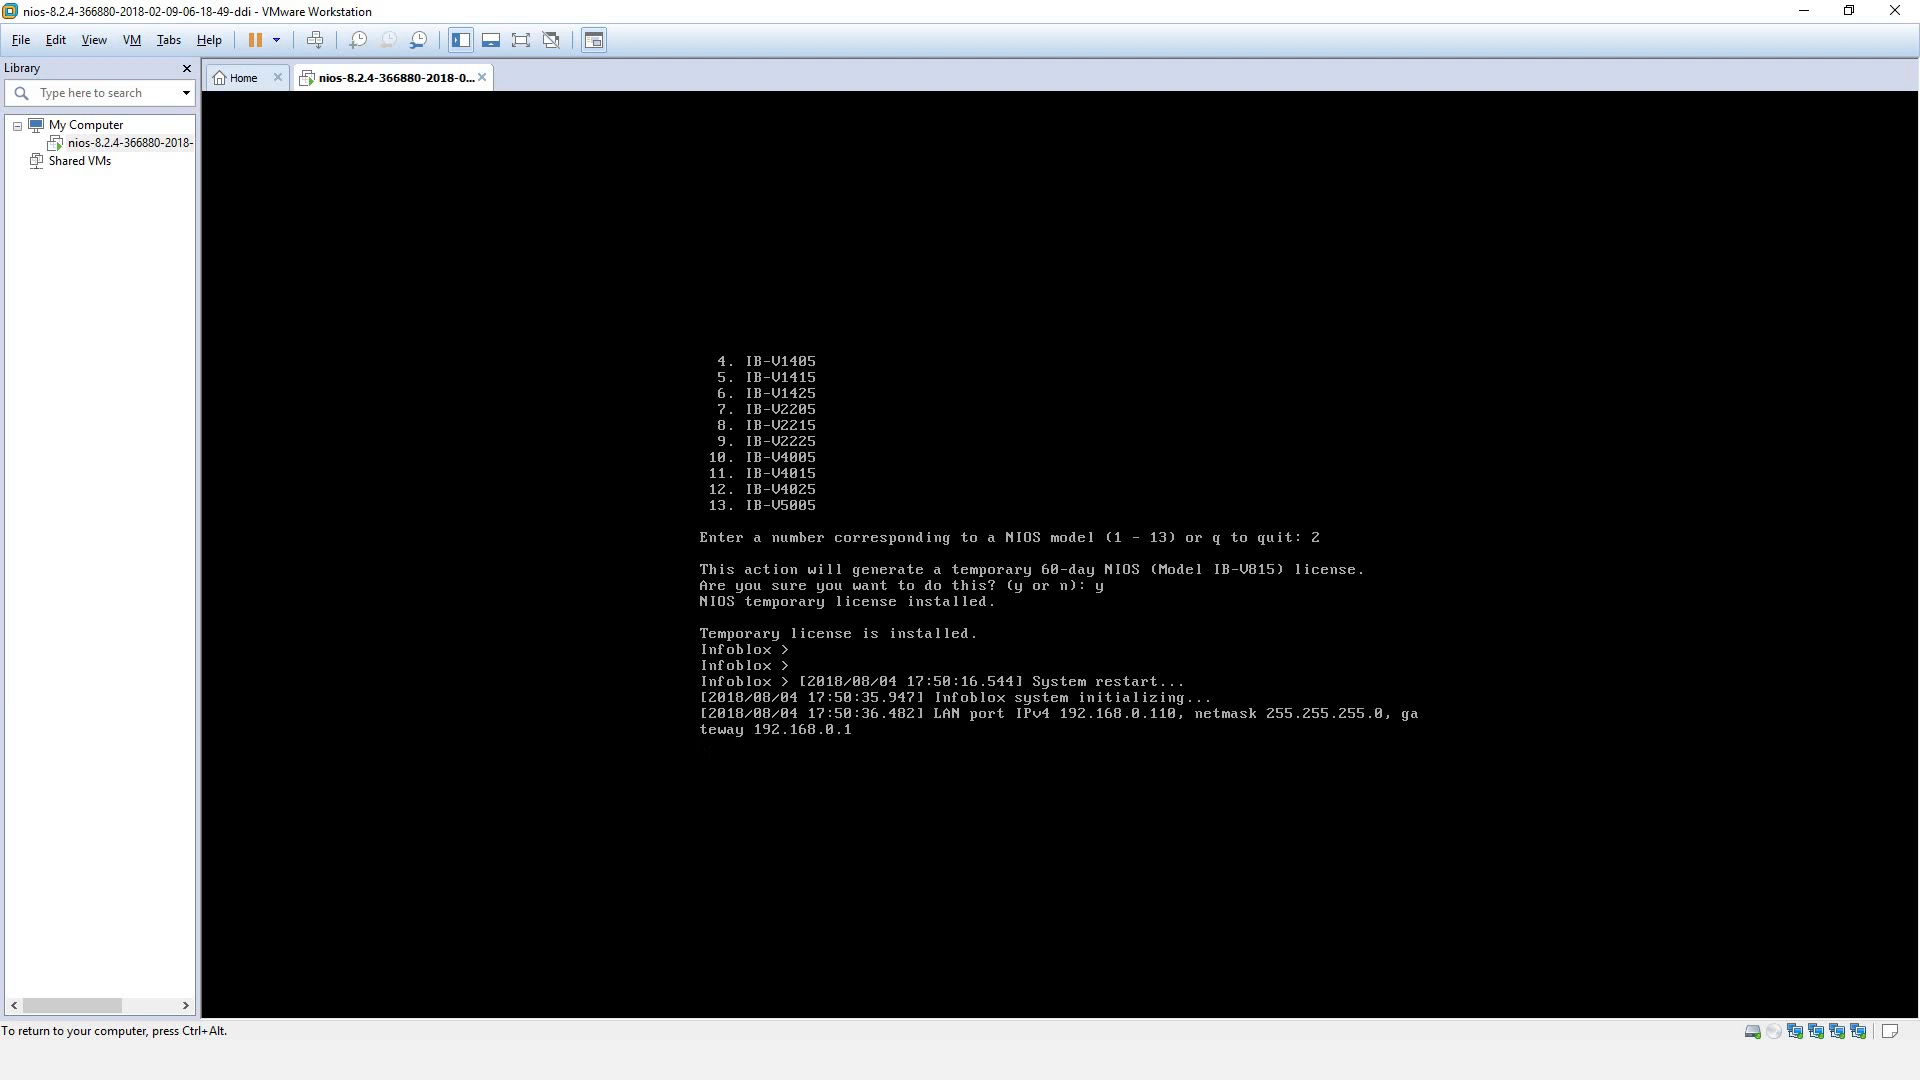 nios-8.2.4-366880-2018-02-09-06-18-49-ddi - VMware Workstation
File Edit View VM Tabs Help
Library
Home nios-8.2.4-366880-2018-0...
Type here to search
My Computer
nios-8.2.4-366880-2018-
Shared VMs
4. IB-V1405
5. IB-V1415
6. IB-V1425
7. IB-V2205
8. IB-V2215
9. IB-V2225
10. IB-V4005
11. IB-V4015
12. IB-V4025
13. IB-V5005
Enter a number corresponding to a NIOS model (1 - 13) or q to quit: 2
This action will generate a temporary 60-day NIOS (Model IB-V815) license.
Are you sure you want to do this? (y or n): y
NIOS temporary license installed.
Temporary license is installed.
Infoblox >
Infoblox >
Infoblox > [2018/08/04 17:50:16.544] System restart...
[2018/08/04 17:50:35.947] Infoblox system initializing...
[2018/08/04 17:50:36.482] LAN port IPv4 192.168.0.110, netmask 255.255.255.0, ga
teway 192.168.0.1
To return to your computer, press Ctrl+Alt.